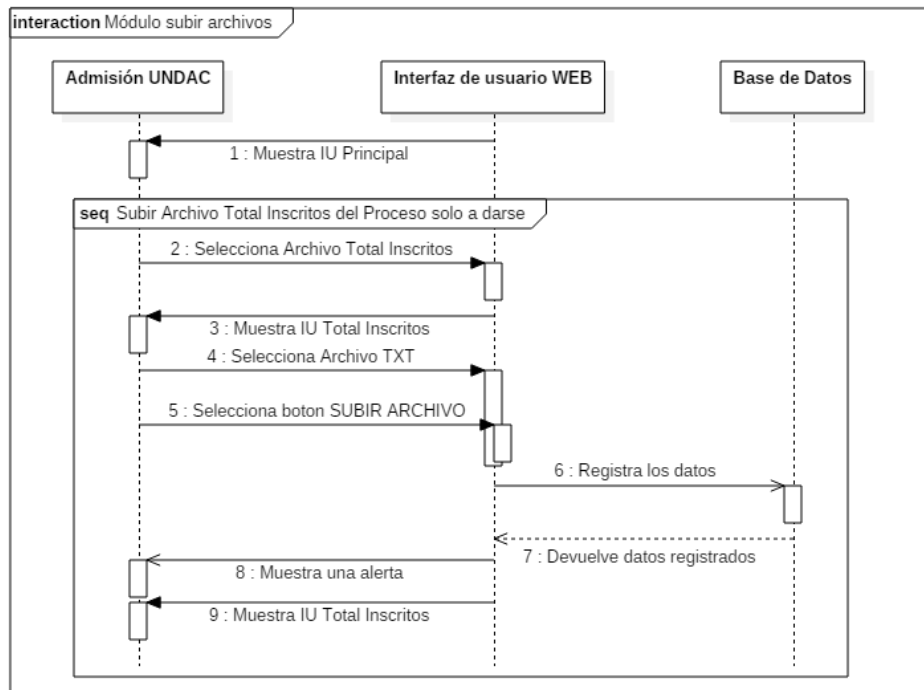 interaction Módulo subir archivos
Admisión UNDAC
Interfaz de usuario WEB
Base de Datos
1 : Muestra IU Principal
seq Subir Archivo Total Inscritos del Proceso solo a darse
2 : Selecciona Archivo Total Inscritos
3 : Muestra IU Total Inscritos
4 : Selecciona Archivo TXT
5 : Selecciona boton SUBIR ARCHIVO
6 : Registra los datos
7 : Devuelve datos registrados
8 : Muestra una alerta
9 : Muestra IU Total Inscritos